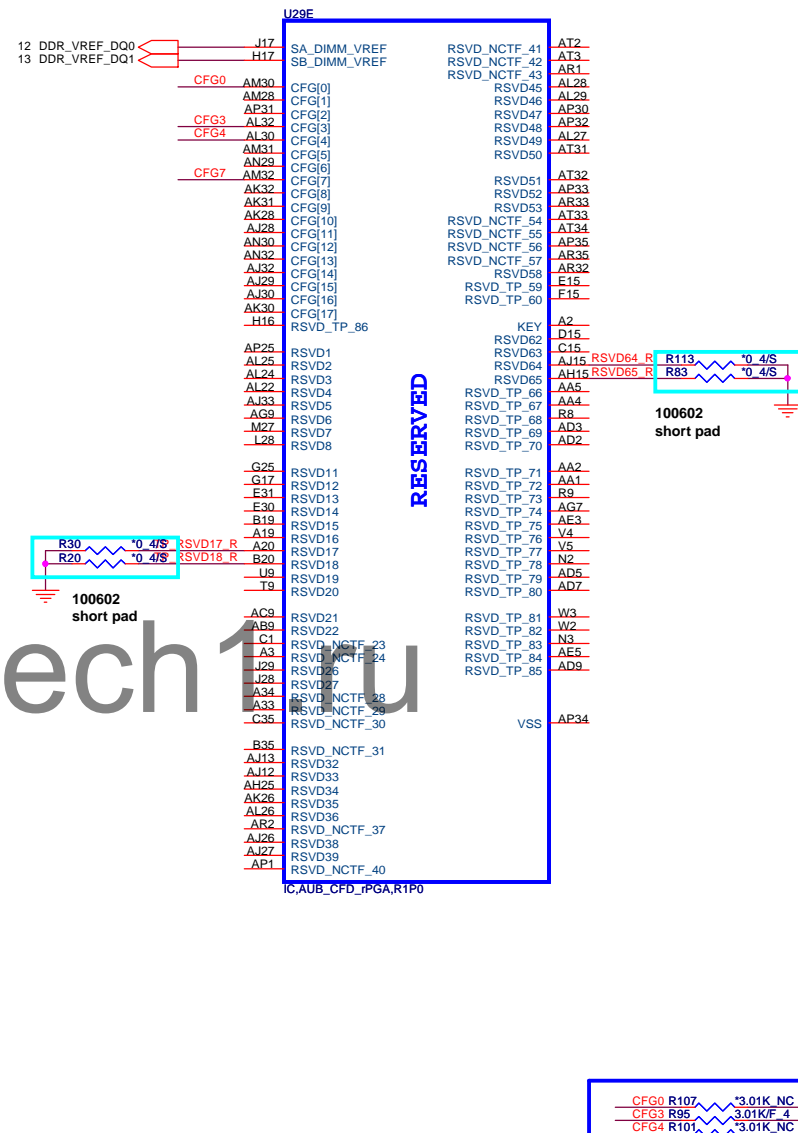 U29E
12 DDR_VREF_DQ0 J17 SA_DIMM_VREF RSVD_NCTF_41 AT2
13 DDR_VREF_DQ1 H17 SB_DIMM_VREF RSVD_NCTF_42 AT3
RSVD_NCTF_43 AR1
CFG0 AM30 CFG[0] RSVD45 AL28
AM28 CFG[1] RSVD46 AL29
AP31 CFG[2] RSVD47 AP30
CFG3 AL32 CFG[3] RSVD48 AP32
CFG4 AL30 CFG[4] RSVD49 AL27
AM31 CFG[5] RSVD50 AT31
AN29 CFG[6]
CFG7 AM32 CFG[7] RSVD51 AT32
AK32 CFG[8] RSVD52 AP33
AK31 CFG[9] RSVD53 AR33
AK28 CFG[10] RSVD_NCTF_54 AT33
AJ28 CFG[11] RSVD_NCTF_55 AT34
AN30 CFG[12] RSVD_NCTF_56 AP35
AN32 CFG[13] RSVD_NCTF_57 AR35
AJ32 CFG[14] RSVD58 AR32
AJ29 CFG[15] RSVD_TP_59 E15
AJ30 CFG[16] RSVD_TP_60 F15
AK30 CFG[17]
H16 RSVD_TP_86 KEY A2
RSVD62 D15
AP25 RSVD1 RSVD63 C15
AL25 RSVD2 RSVD64 AJ15 RSVD64_R R113 *0_4/S
AL24 RSVD3 RSVD65 AH15 RSVD65_R R83 *0_4/S
AL22 RSVD4 RSVD_TP_66 AA5
AJ33 RSVD5 RSVD_TP_67 AA4
AG9 RSVD6 RSVD_TP_68 R8
M27 RSVD7 RSVD_TP_69 AD3
L28 RSVD8 RSVD_TP_70 AD2
100602
short pad
RESERVED
G25 RSVD11 RSVD_TP_71 AA2
G17 RSVD12 RSVD_TP_72 AA1
E31 RSVD13 RSVD_TP_73 R9
E30 RSVD14 RSVD_TP_74 AG7
B19 RSVD15 RSVD_TP_75 AE3
A19 RSVD16 RSVD_TP_76 V4
R30 *0_4/S RSVD17_R A20 RSVD17 RSVD_TP_77 V5
R20 *0_4/S RSVD18_R B20 RSVD18 RSVD_TP_78 N2
U9 RSVD19 RSVD_TP_79 AD5
T9 RSVD20 RSVD_TP_80 AD7
100602
short pad
AC9 RSVD21 RSVD_TP_81 W3
AB9 RSVD22 RSVD_TP_82 W2
C1 RSVD_NCTF_23 RSVD_TP_83 N3
A3 RSVD_NCTF_24 RSVD_TP_84 AE5
J29 RSVD26 RSVD_TP_85 AD9
J28 RSVD27
A34 RSVD_NCTF_28
A33 RSVD_NCTF_29
C35 RSVD_NCTF_30 VSS AP34
ech1.ru
B35 RSVD_NCTF_31
AJ13 RSVD32
AJ12 RSVD33
AH25 RSVD34
AK26 RSVD35
AL26 RSVD36
AR2 RSVD_NCTF_37
AJ26 RSVD38
AJ27 RSVD39
AP1 RSVD_NCTF_40
IC,AUB_CFD_rPGA,R1P0
CFG0 R107 *3.01K_NC
CFG3 R95 3.01K/F_4
CFG4 R101 *3.01K_NC